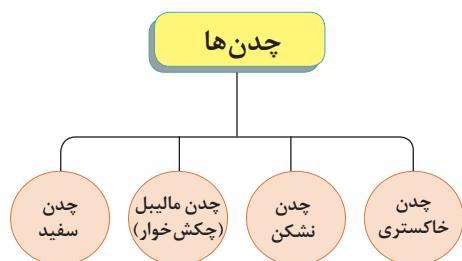 چدن‌ها
چدن
خاکستری
چدن
نشکن
چدن مالیبل
(چکش‌خوار)
چدن
سفید